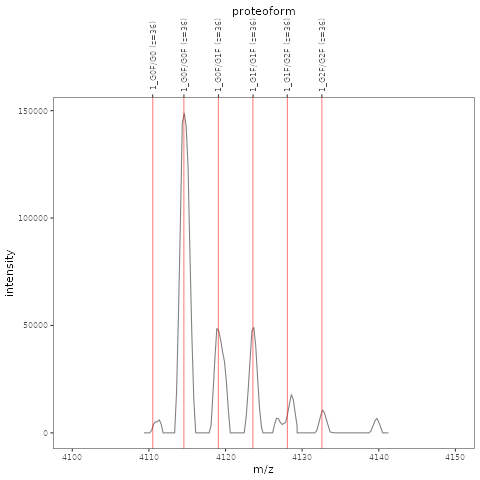 proteoform
1_G0F/G0 (z=36)
1_G0F/G0F (z=36)
1_G0F/G1F (z=36)
1_G1F/G1F (z=36)
1_G1F/G2F (z=36)
1_G2F/G2F (z=36)
150000
100000
50000
0
intensity
4100 4110 4120 4130 4140 4150
m/z